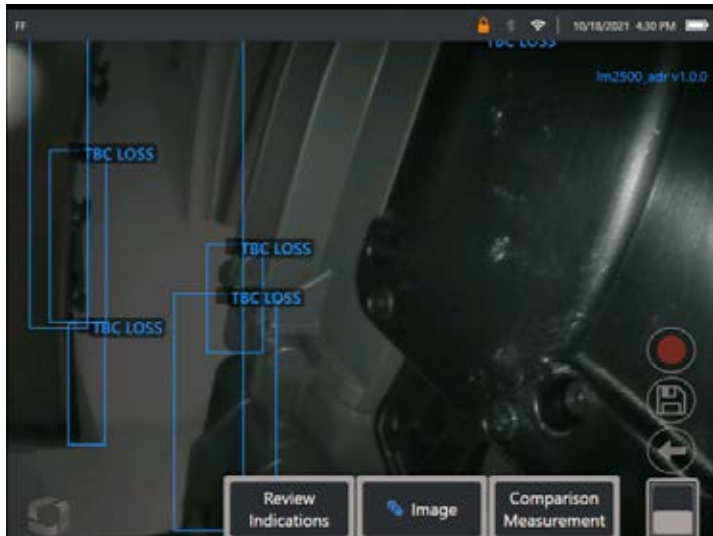 FF
10/18/2021 4:30 PM
TBC LOSS
lm2500_adr v1.0.0
TBC LOSS
TBC LOSS
TBC LOSS
TBC LOSS
Review
Indications
Image
Comparison
Measurement